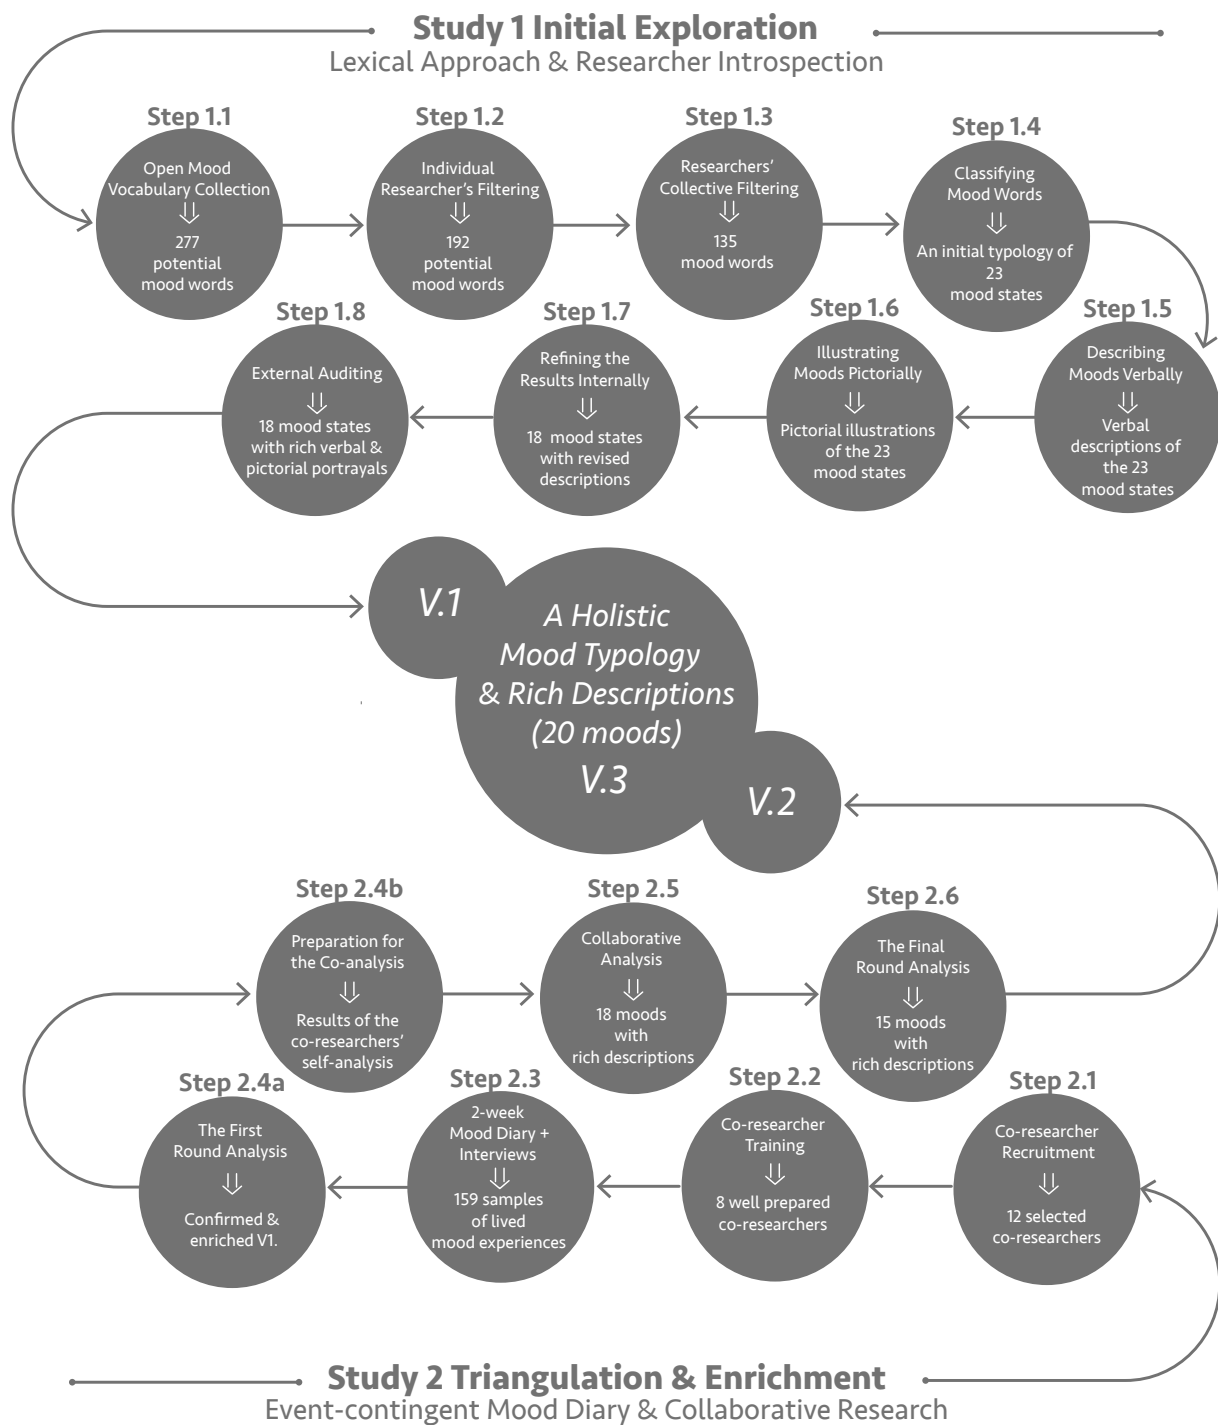 Study 1 Initial Exploration
Lexical Approach & Researcher Introspection
Step 1.1
Open Mood
Vocabulary Collection
277
potential
mood words
Step 1.2
Individual
Researcher's Filtering
192
potential
mood words
Step 1.3
Researchers'
Collective Filtering
135
mood words
Step 1.4
Classifying
Mood Words
An initial typology of
23
mood states
Step 1.5
Describing
Moods Verbally
Verbal
descriptions of
the 23
mood states
Step 1.6
Illustrating
Moods Pictorially
Pictorial illustrations
of the 23
mood states
Step 1.7
Refining the
Results Internally
18 mood states
with revised
descriptions
Step 1.8
External Auditing
18 mood states
with rich verbal &
pictorial portrayals
V.1
A Holistic
Mood Typology
& Rich Descriptions
(20 moods)
V.3
V.2
Step 2.4b
Preparation for
the Co-analysis
Results of the
co-researchers'
self-analysis
Step 2.5
Collaborative
Analysis
18 moods
with
rich descriptions
Step 2.6
The Final
Round Analysis
15 moods
with
rich descriptions
Step 2.4a
The First
Round Analysis
Confirmed &
enriched V1.
Step 2.3
2-week
Mood Diary +
Interviews
159 samples
of lived
mood experiences
Step 2.2
Co-researcher
Training
8 well prepared
co-researchers
Step 2.1
Co-researcher
Recruitment
12 selected
co-researchers
Study 2 Triangulation & Enrichment
Event-contingent Mood Diary & Collaborative Research